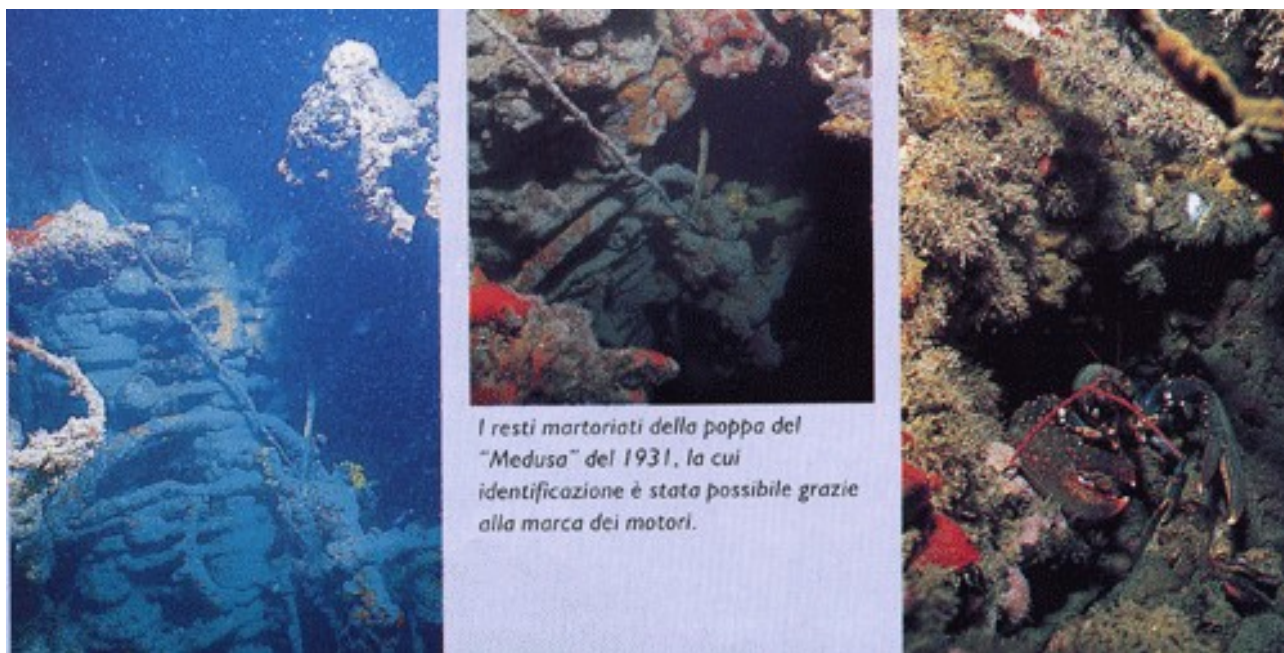 I resti martoriati della poppa del
"Medusa" del 1931, la cui
identificazione è stata possibile grazie
alla marca dei motori.